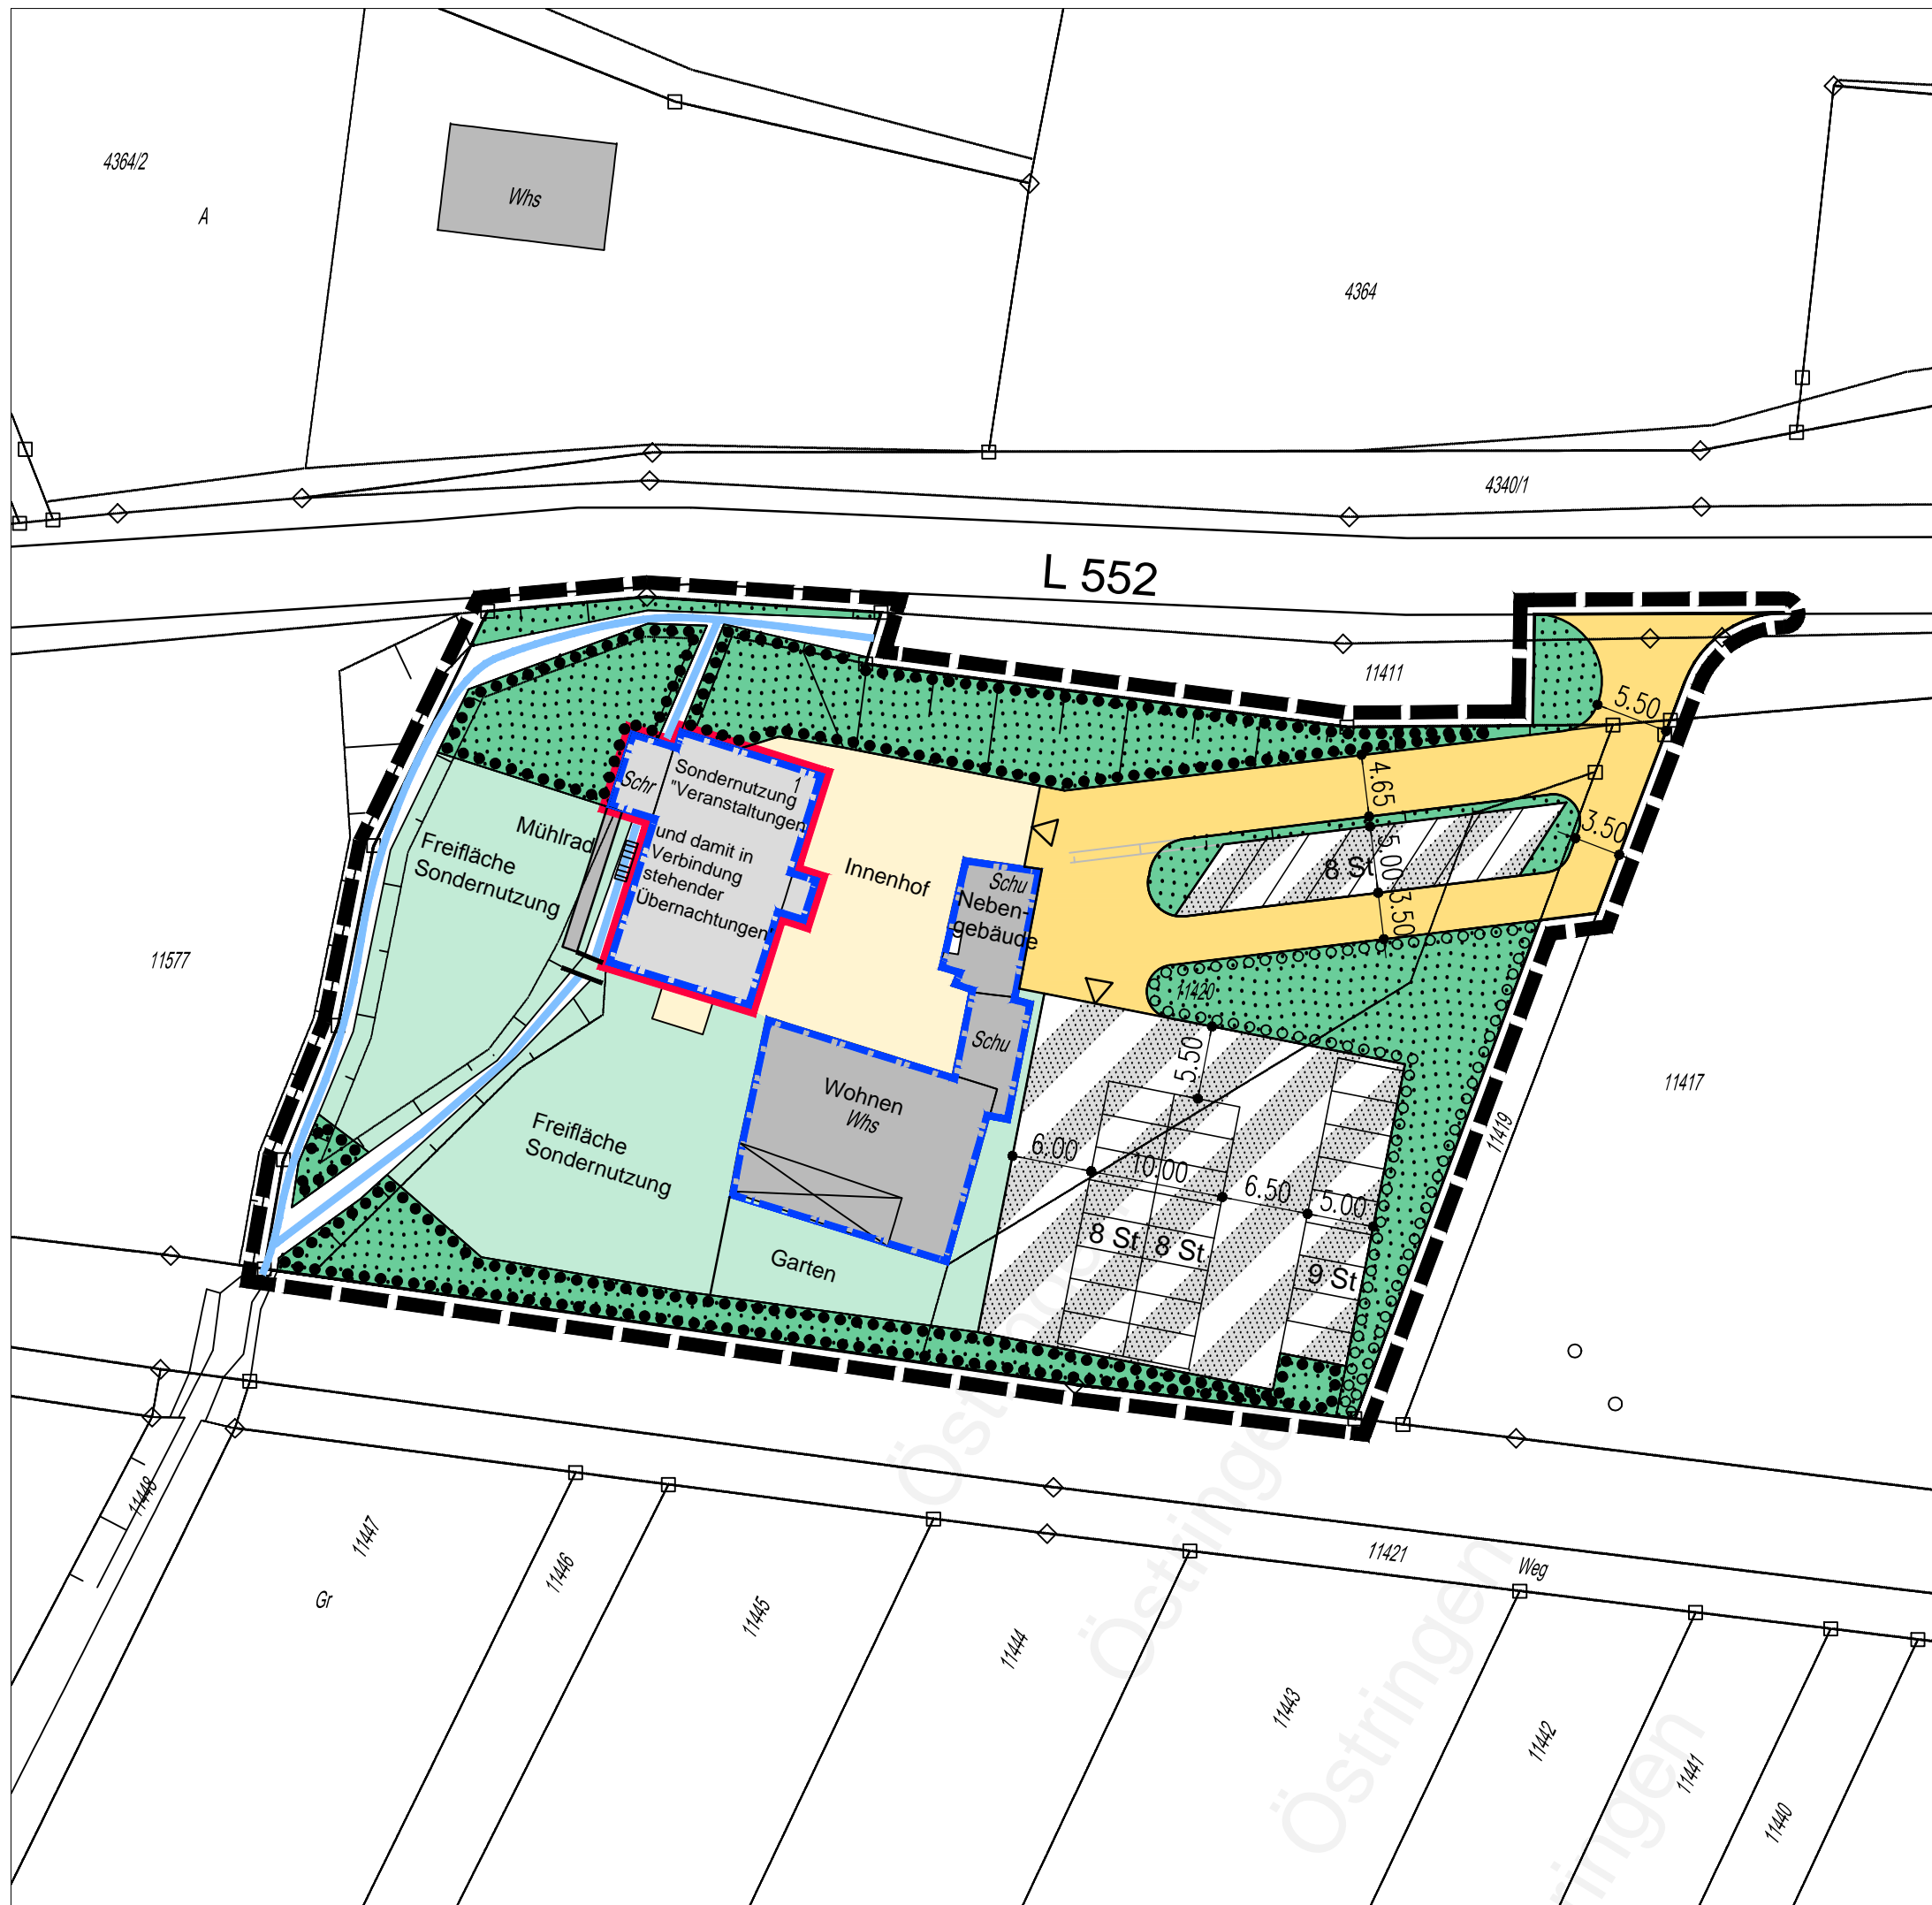 4364/2
A
Whs
4364
4340/1
L 552
11411
5.50
4.65
3.50
5.00
8 St
3.50
Schr
Sondernutzung
1
"Veranstaltungen
und damit in
Verbindung
stehender
Übernachtungen"
Mühlrad
Freifläche
Sondernutzung
Innenhof
Schu
Neben-
gebäude
11577
11420
Schu
11417
11419
5.50
Wohnen
Whs
Freifläche
Sondernutzung
6.00
10.00
6.50
5.00
8 St
8 St
9 St
Garten
11448
11447
11446
11445
11444
11443
11442
11441
11440
11421
Weg
Gr
Östringen
Östringen
Östringen
ringen